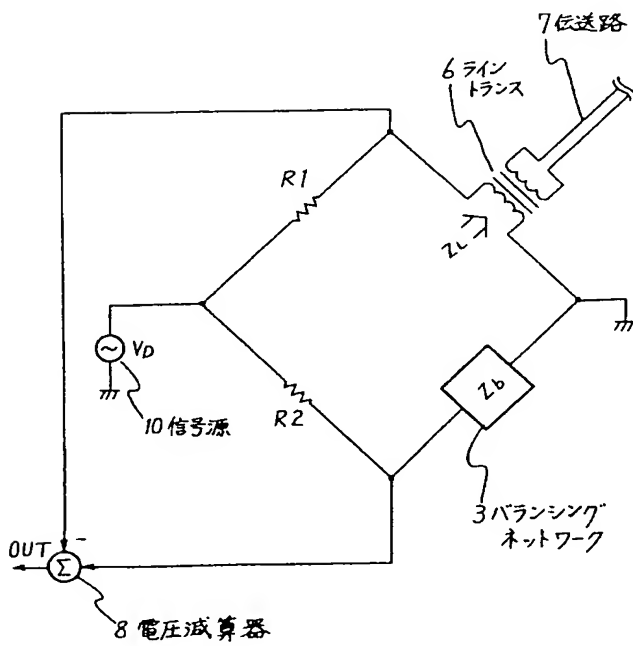 7伝送路
6ライン
トランス
R1
ZL
VD
10信号源
R2
Zb
3バランシング
ネットワーク
-
OUT
Σ
8電圧減算器